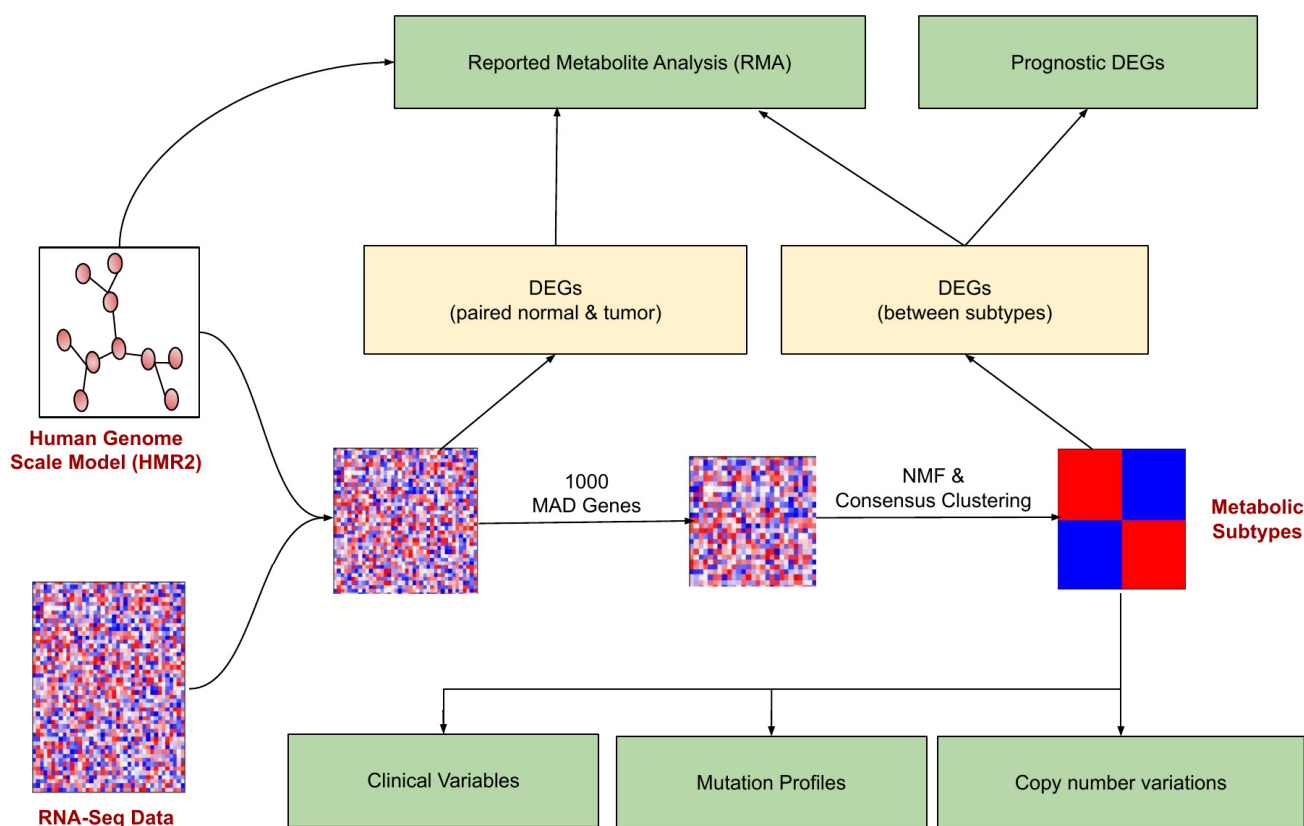 Reported Metabolite Analysis (RMA)
Prognostic DEGs
DEGs
(paired normal & tumor)
DEGs
(between subtypes)
Human Genome
Scale Model (HMR2)
1000
MAD Genes
NMF &
Consensus Clustering
Metabolic
Subtypes
RNA-Seq Data
Clinical Variables
Mutation Profiles
Copy number variations